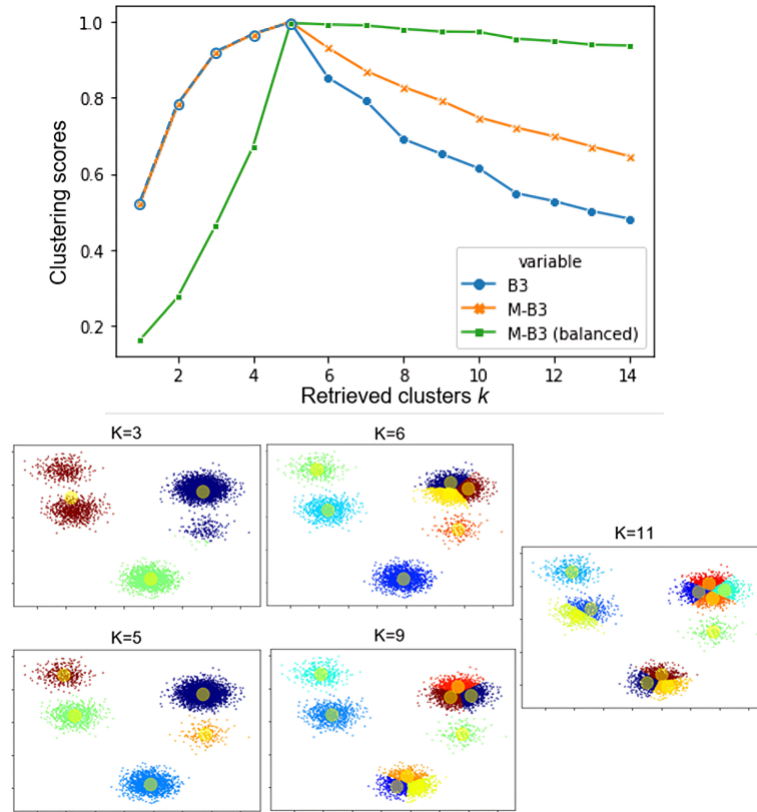 1.0
0.8
0.6
0.4
0.2
Clustering scores
variable
B3
M-B3
M-B3 (balanced)
2 4 6 8 10 12 14
Retrieved clusters k
K=3 K=6
K=11
K=5 K=9